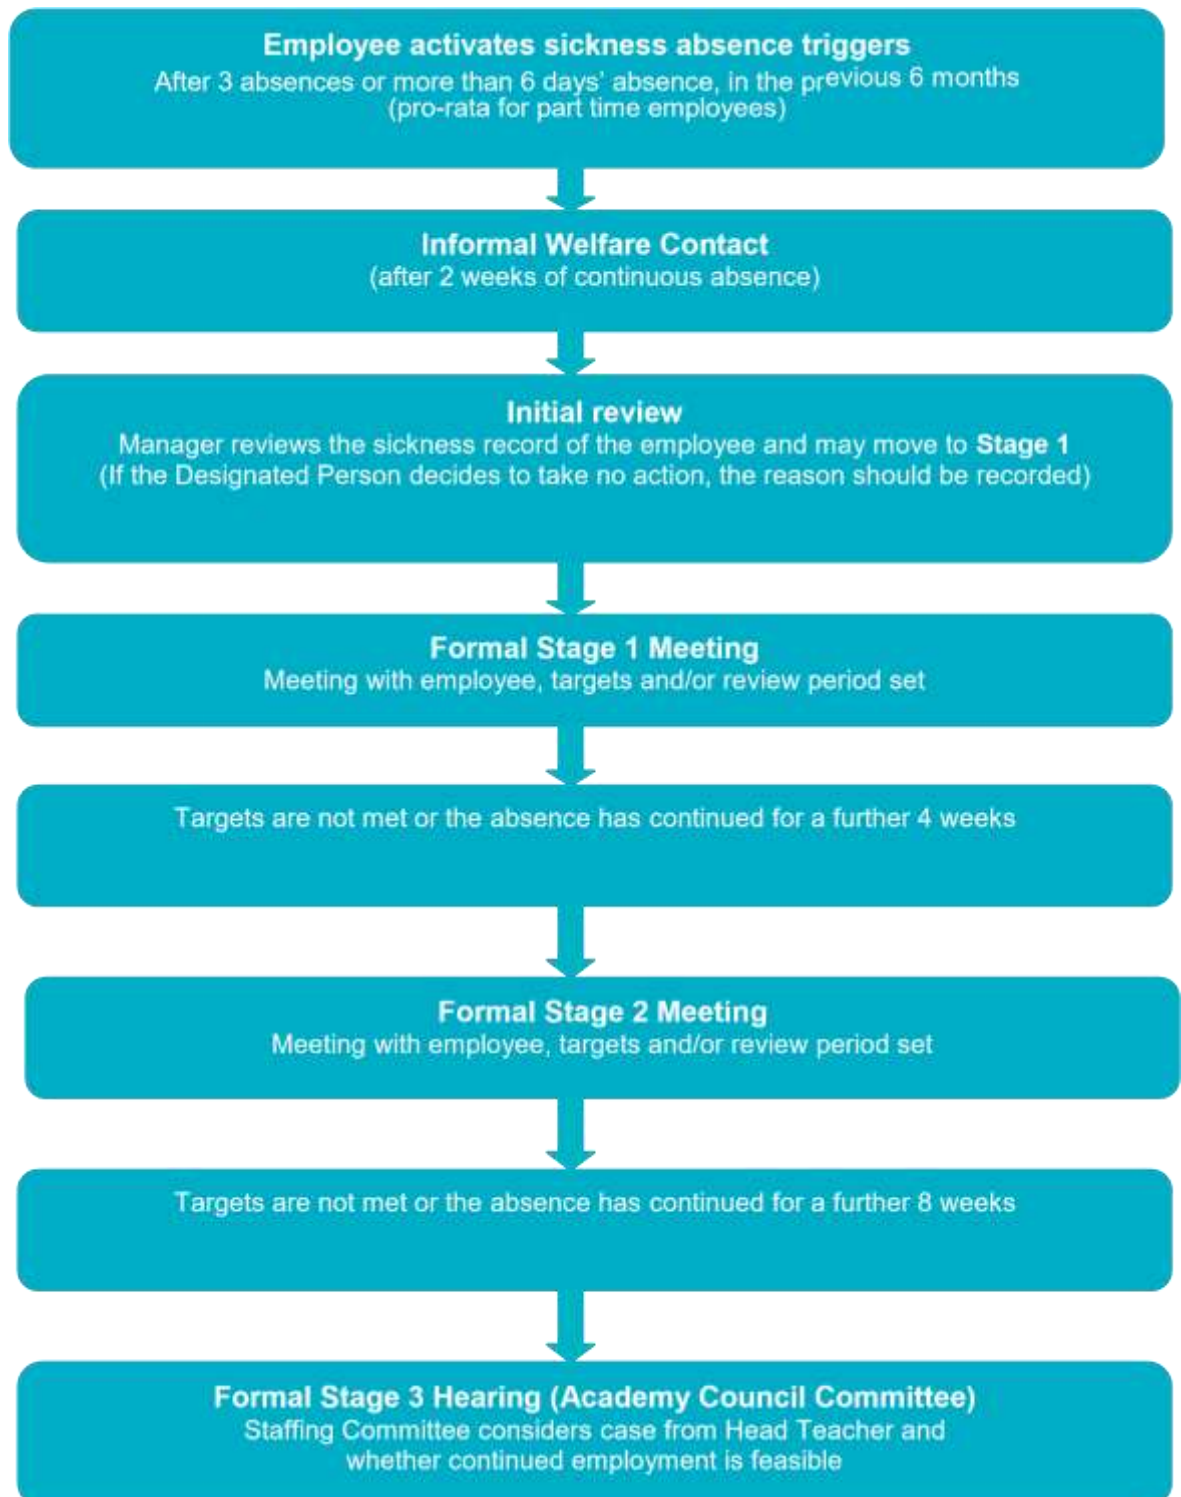 Employee activates sickness absence triggers
After 3 absences or more than 6 days' absence, in the previous 6 months
(pro-rata for part time employees)
Informal Welfare Contact
(after 2 weeks of continuous absence)
Initial review
Manager reviews the sickness record of the employee and may move to Stage 1
(If the Designated Person decides to take no action, the reason should be recorded)
Formal Stage 1 Meeting
Meeting with employee, targets and/or review period set
Targets are not met or the absence has continued for a further 4 weeks
Formal Stage 2 Meeting
Meeting with employee, targets and/or review period set
Targets are not met or the absence has continued for a further 8 weeks
Formal Stage 3 Hearing (Academy Council Committee)
Staffing Committee considers case from Head Teacher and
whether continued employment is feasible